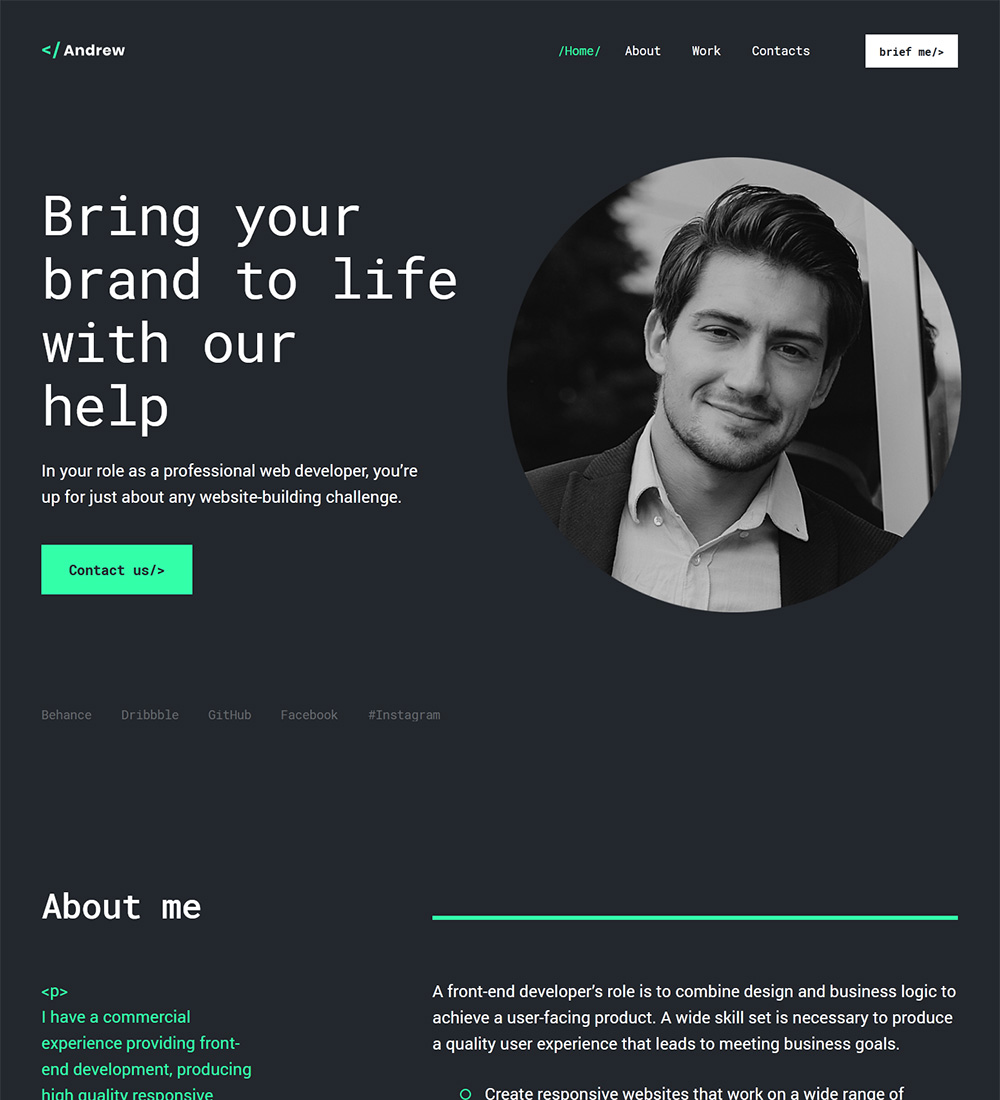 </ Andrew
/Home/ About Work Contacts brief me/>
Bring your
brand to life
with our
help
In your role as a professional web developer, you’re
up for just about any website-building challenge.
Contact us/>
Behance Dribbble GitHub Facebook #Instagram
About me
<p>
I have a commercial
experience providing front-
end development, producing
high quality responsive
A front-end developer’s role is to combine design and business logic to
achieve a user-facing product. A wide skill set is necessary to produce
a quality user experience that leads to meeting business goals.
Create responsive websites that work on a wide range of